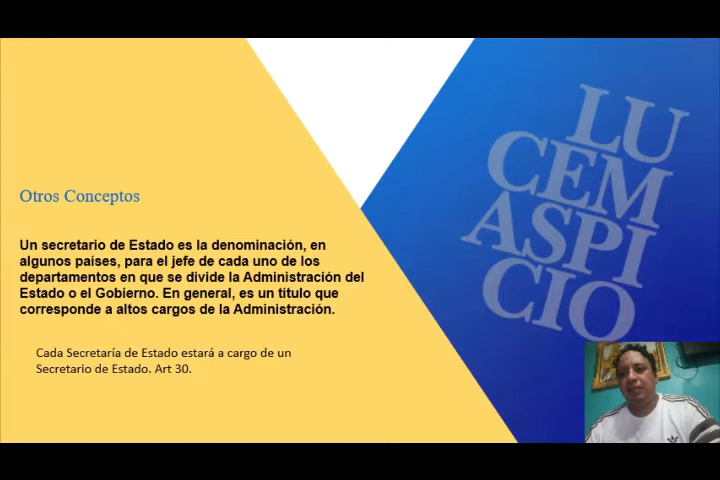 LU
CEM
ASPI
CIO
Otros Conceptos
Un secretario de Estado es la denominación, en
algunos países, para el jefe de cada uno de los
departamentos en que se divide la Administración del
Estado o el Gobierno. En general, es un título que
corresponde a altos cargos de la Administración.
Cada Secretaría de Estado estará a cargo de un
Secretario de Estado. Art 30.